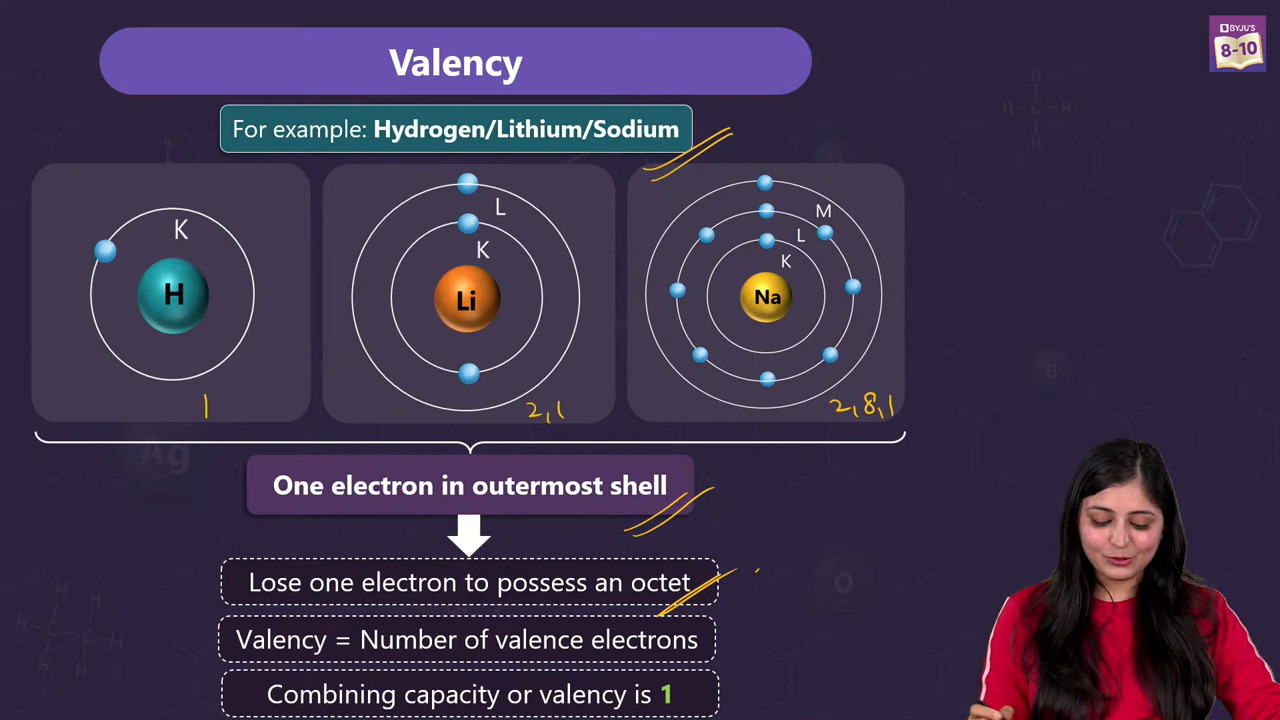 Valency
BYJU'S
8-10
For example: Hydrogen/Lithium/Sodium
K
H
1
L
K
Li
2,1
M
L
K
Na
2,8,1
One electron in outermost shell
Lose one electron to possess an octet
Valency = Number of valence electrons
Combining capacity or valency is 1
Ag
H
H-C-H
H
B
O